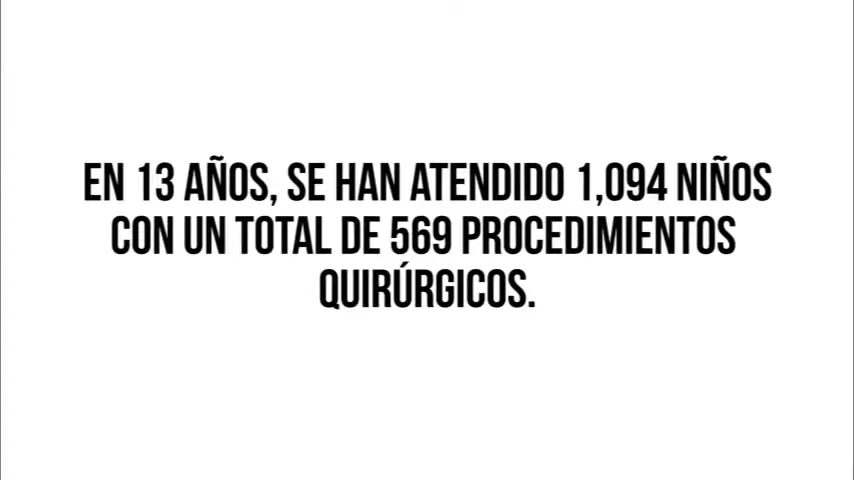 EN 13 AÑOS, SE HAN ATENDIDO 1,094 NIÑOS
CON UN TOTAL DE 569 PROCEDIMIENTOS
QUIRÚRGICOS.